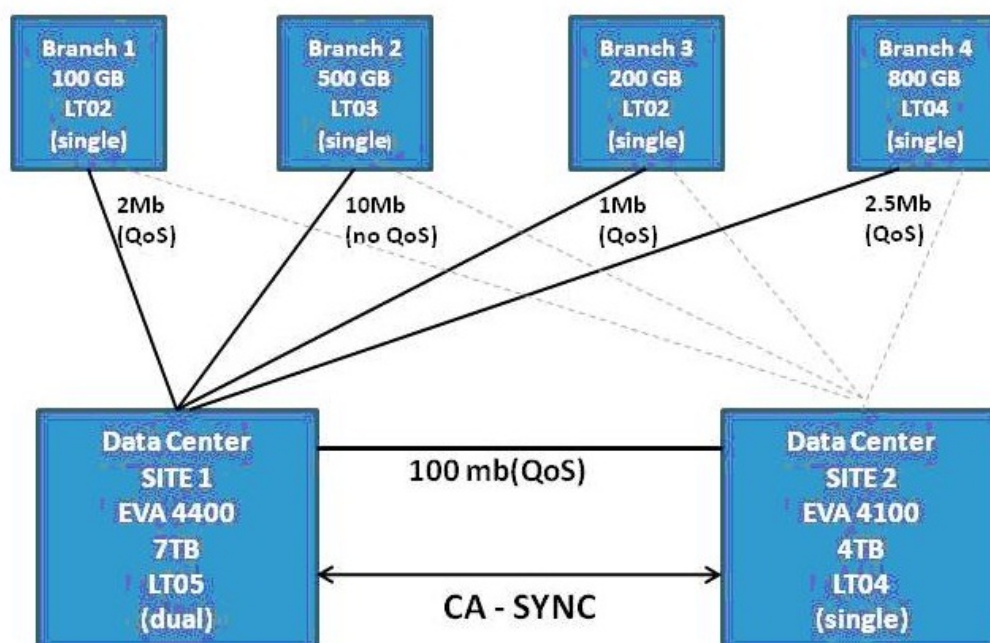 Branch 1
100 GB
LT02
(single)
Branch 2
500 GB
LT03
(single)
Branch 3
200 GB
LT02
(single)
Branch 4
800 GB
LT04
(single)
2Mb
(QoS)
10Mb
(no QoS)
1Mb
(QoS)
2.5Mb
(QoS)
Data Center
SITE 1
EVA 4400
7TB
LT05
(dual)
100 mb(QoS)
CA - SYNC
Data Center
SITE 2
EVA 4100
4TB
LT04
(single)